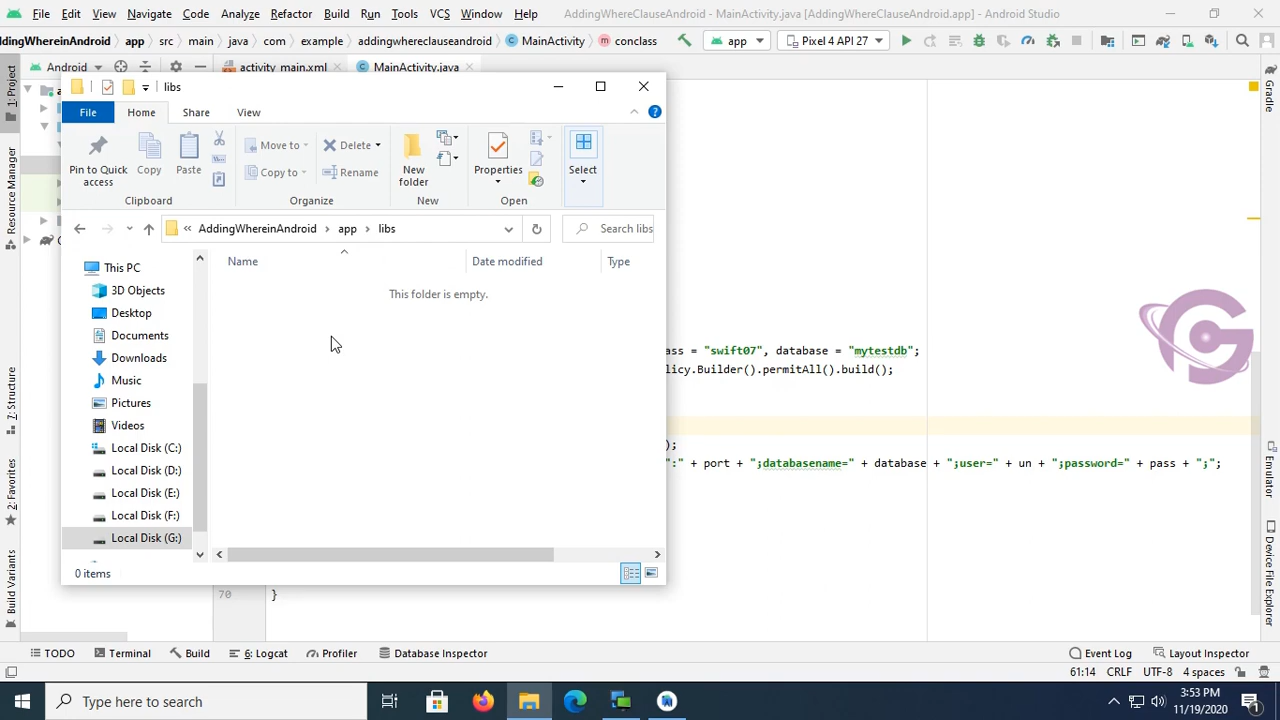 File Edit View Navigate Code Analyze Refactor Build Run Tools VCS Window Help AddingWhereClauseAndroid - MainActivity.java [AddingWhereClauseAndroid.app] - Android Studio
ddingWhereinAndroid app src main java com example addingwhereclauseandroid MainActivity conclass app Pixel 4 API 27
Android activity_main.xml MainActivity.java
libs
File Home Share View
Pin to Quick access Copy Paste Move to Copy to Delete Rename New folder Properties Select
Clipboard Organize New Open
« AddingWhereinAndroid › app › libs Search libs
Name Date modified Type
This folder is empty.
This PC
3D Objects
Desktop
Documents
Downloads
Music
Pictures
Videos
Local Disk (C:)
Local Disk (D:)
Local Disk (E:)
Local Disk (F:)
Local Disk (G:)
0 items
ass = "swift07", database = "mytestdb";
licy.Builder().permitAll().build();
);
":" + port + ";databasename=" + database + ";user=" + un + ";password=" + pass + ";";
70 }
1: Project
Resource Manager
7: Structure
2: Favorites
Build Variants
Gradle
Emulator
Device File Explorer
TODO Terminal Build 6: Logcat Profiler Database Inspector Event Log Layout Inspector
61:14 CRLF UTF-8 4 spaces
Type here to search
3:53 PM
11/19/2020
1